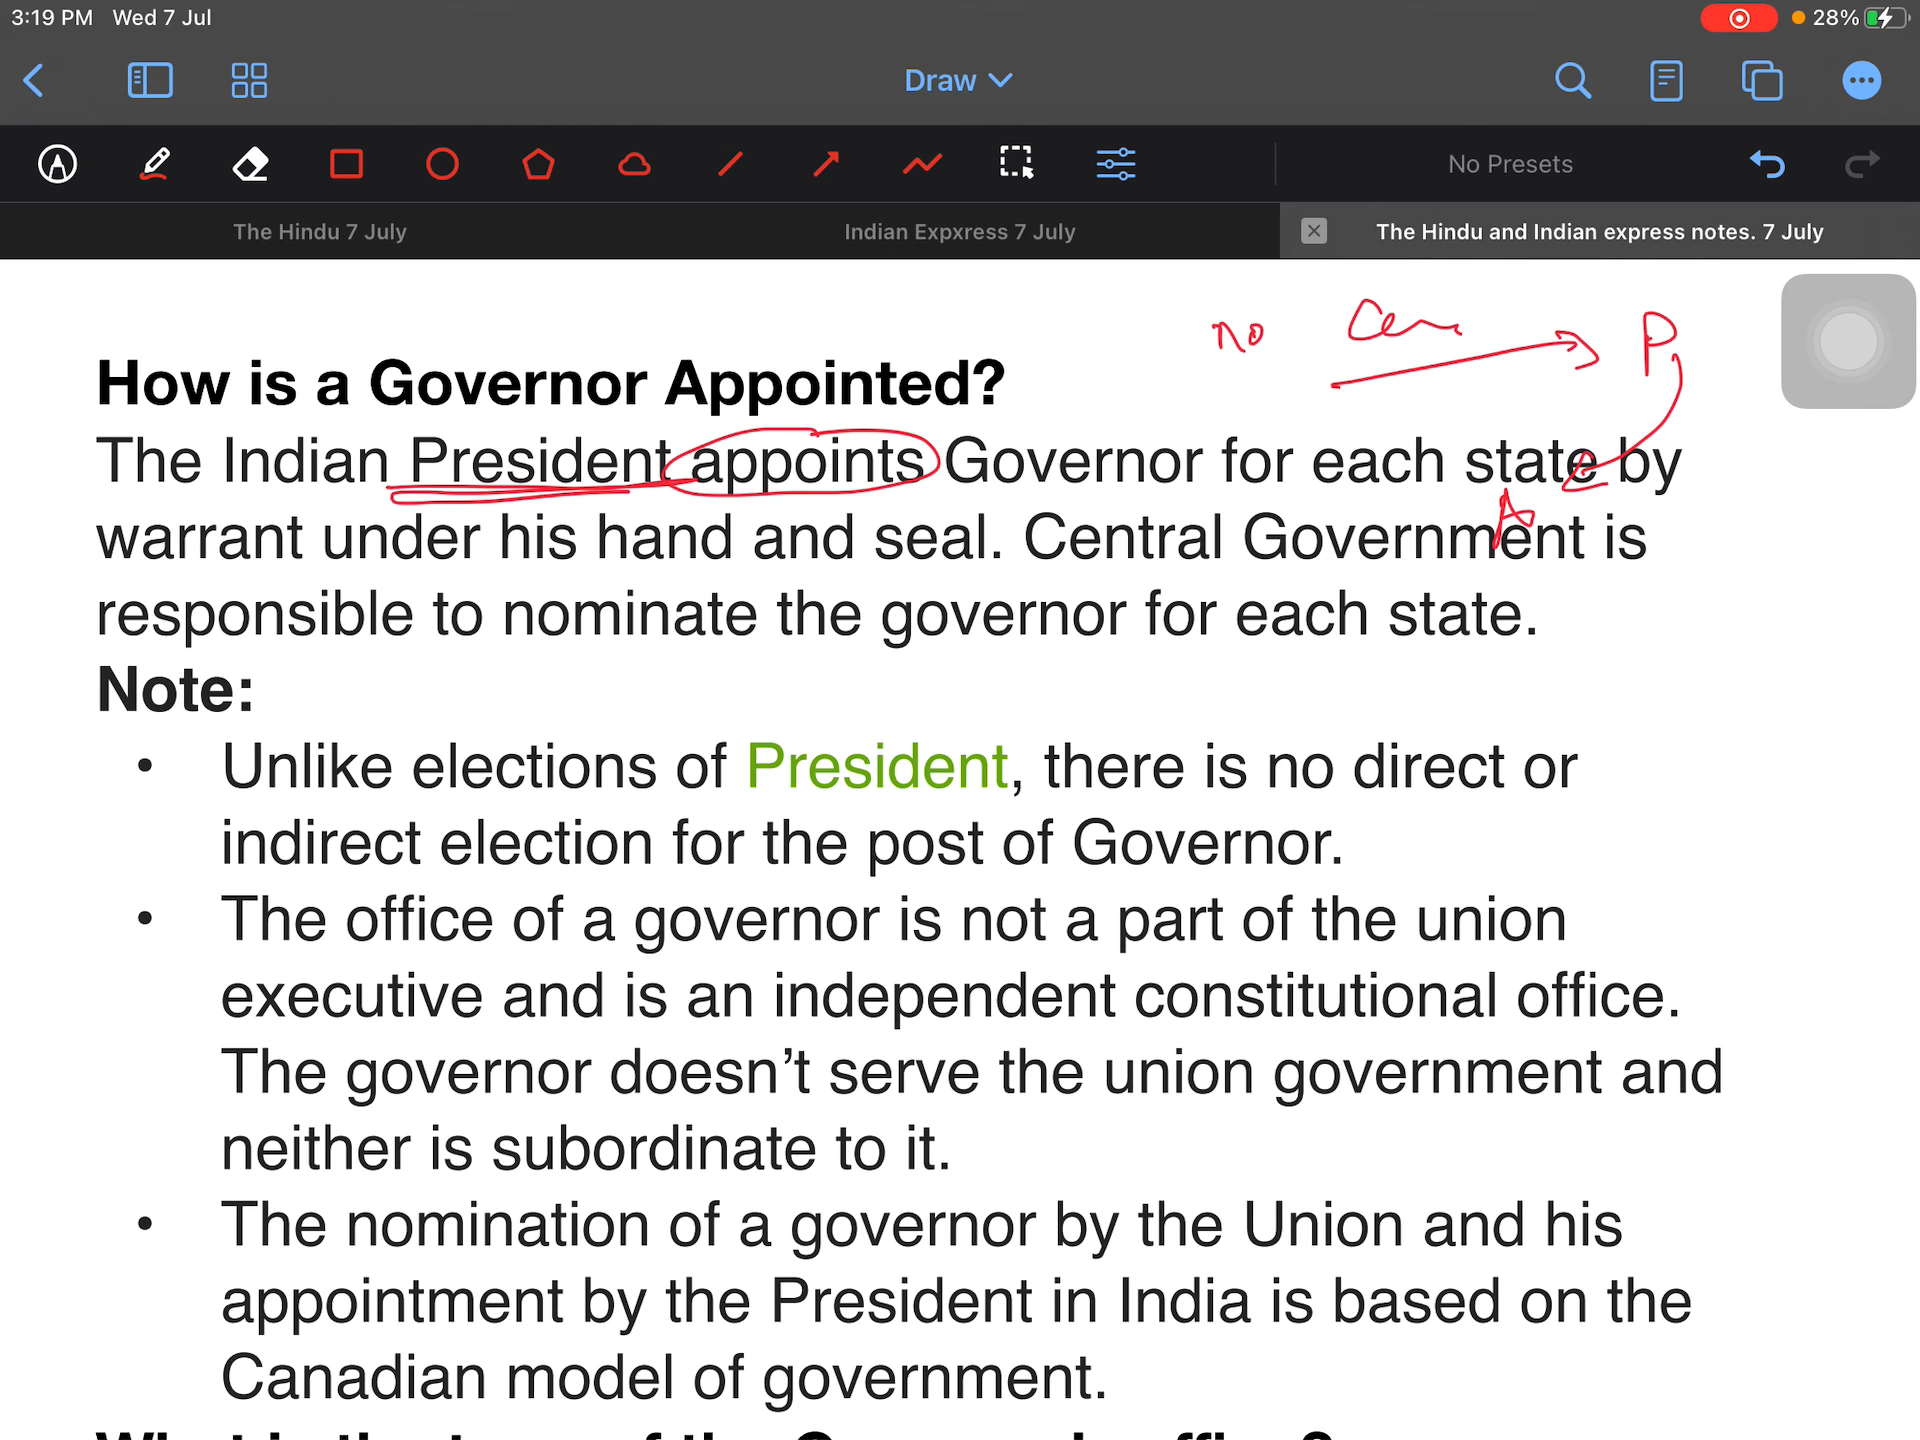 3:19 PM Wed 7 Jul 28%
Draw
No Presets
The Hindu 7 July Indian Expxress 7 July The Hindu and Indian express notes. 7 July
no Cen P
How is a Governor Appointed?
The Indian President appoints Governor for each state by
A
warrant under his hand and seal. Central Government is
responsible to nominate the governor for each state.
Note:
• Unlike elections of President, there is no direct or
indirect election for the post of Governor.
• The office of a governor is not a part of the union
executive and is an independent constitutional office.
The governor doesn’t serve the union government and
neither is subordinate to it.
• The nomination of a governor by the Union and his
appointment by the President in India is based on the
Canadian model of government.